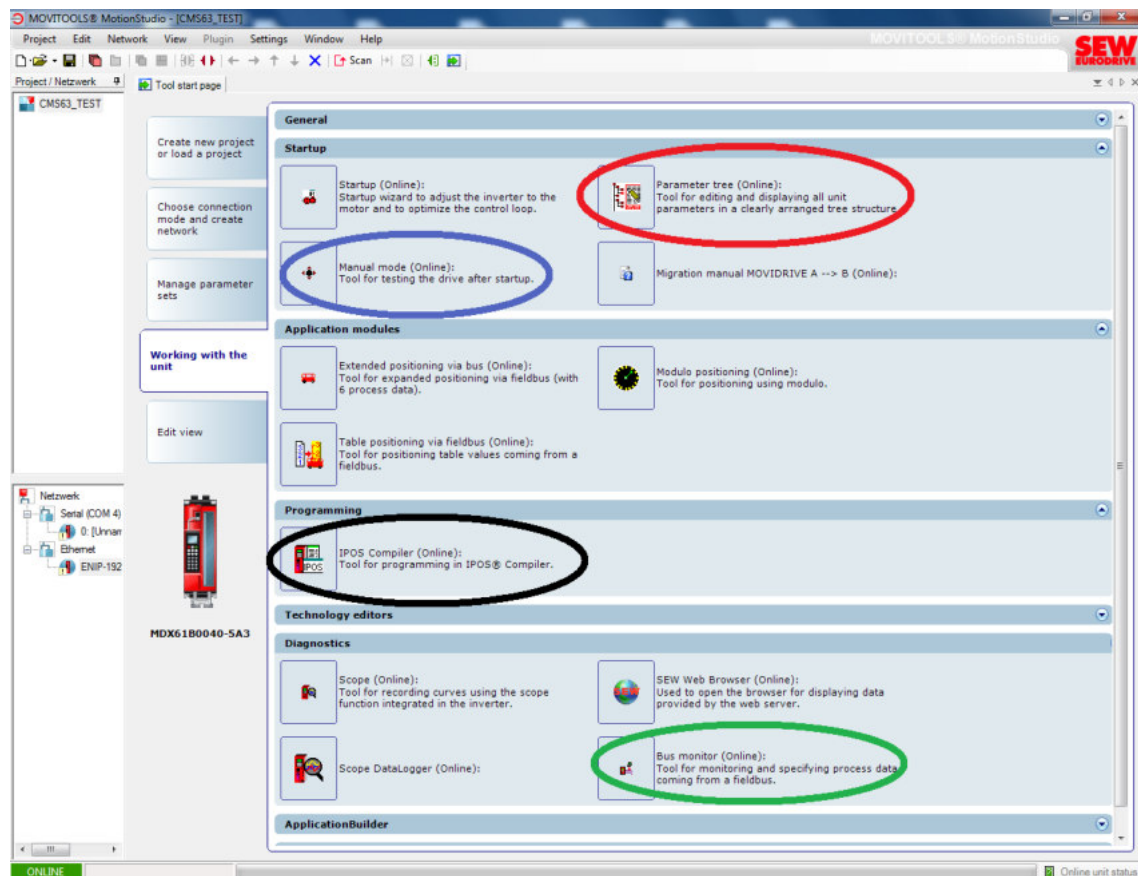 MOVITOOLS® MotionStudio - [CMS63_TEST]
Project Edit Network View Plugin Settings Window Help
MOVITOOLS® MotionStudio
SEW
EURODRIVE
Scan
Project / Netzwerk
Tool start page
CMS63_TEST
Create new project
or load a project
Choose connection
mode and create
network
Manage parameter
sets
Working with the
unit
Edit view
MDX61B0040-5A3
General
Startup
Startup (Online):
Startup wizard to adjust the inverter to the
motor and to optimize the control loop.
Parameter tree (Online):
Tool for editing and displaying all unit
parameters in a clearly arranged tree structure.
Manual mode (Online):
Tool for testing the drive after startup.
Migration manual MOVIDRIVE A --> B (Online):
Application modules
Extended positioning via bus (Online):
Tool for expanded positioning via fieldbus (with
6 process data).
Modulo positioning (Online):
Tool for positioning using modulo.
Table positioning via fieldbus (Online):
Tool for positioning table values coming from a
fieldbus.
Programming
IPOS
IPOS Compiler (Online):
Tool for programming in IPOS® Compiler.
Technology editors
Diagnostics
Scope (Online):
Tool for recording curves using the scope
function integrated in the inverter.
SEW
SEW Web Browser (Online):
Used to open the browser for displaying data
provided by the web server.
Scope DataLogger (Online):
Bus monitor (Online):
Tool for monitoring and specifying process data
coming from a fieldbus.
ApplicationBuilder
Netzwerk
Serial (COM 4)
0: [Unnam
Ethernet
ENIP-192
ONLINE
Online unit status